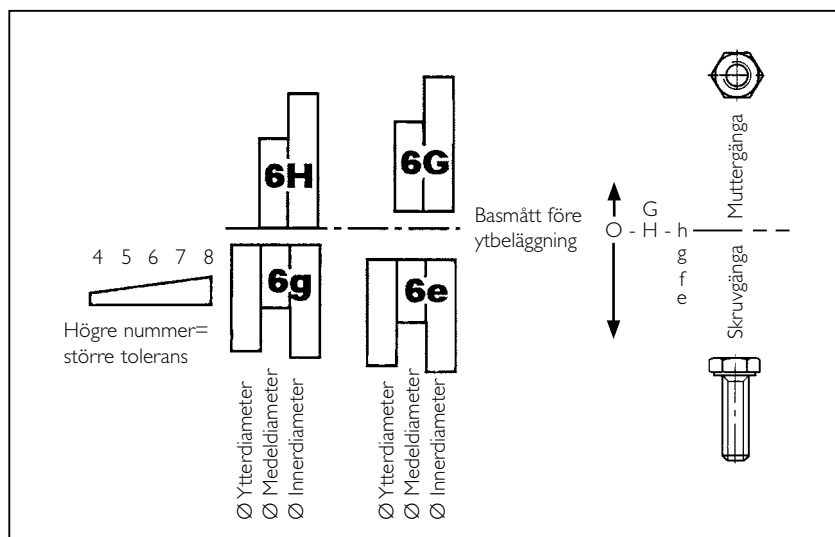 6H
6G
6g
6e
4 5 6 7 8
Högre nummer=
större tolerans
Ø Ytterdiameter
Ø Medeldiameter
Ø Innerdiameter
Ø Ytterdiameter
Ø Medeldiameter
Ø Innerdiameter
Basmått före
ytbeläggning
G
O - H - h
g
f
e
Muttergänga
Skruvgänga